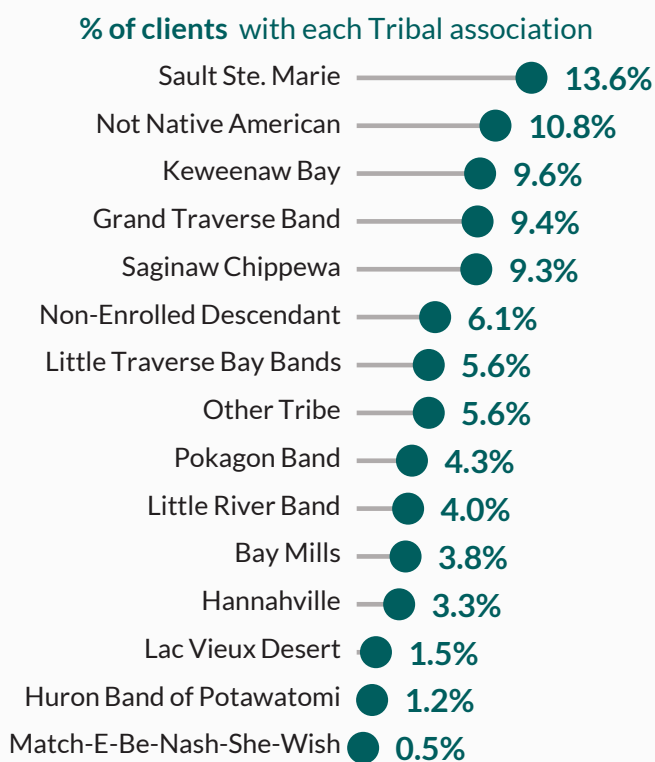 % of clients with each Tribal association
Sault Ste. Marie 13.6%
Not Native American 10.8%
Keweenaw Bay 9.6%
Grand Traverse Band 9.4%
Saginaw Chippewa 9.3%
Non-Enrolled Descendant 6.1%
Little Traverse Bay Bands 5.6%
Other Tribe 5.6%
Pokagon Band 4.3%
Little River Band 4.0%
Bay Mills 3.8%
Hannahville 3.3%
Lac Vieux Desert 1.5%
Huron Band of Potawatomi 1.2%
Match-E-Be-Nash-She-Wish 0.5%